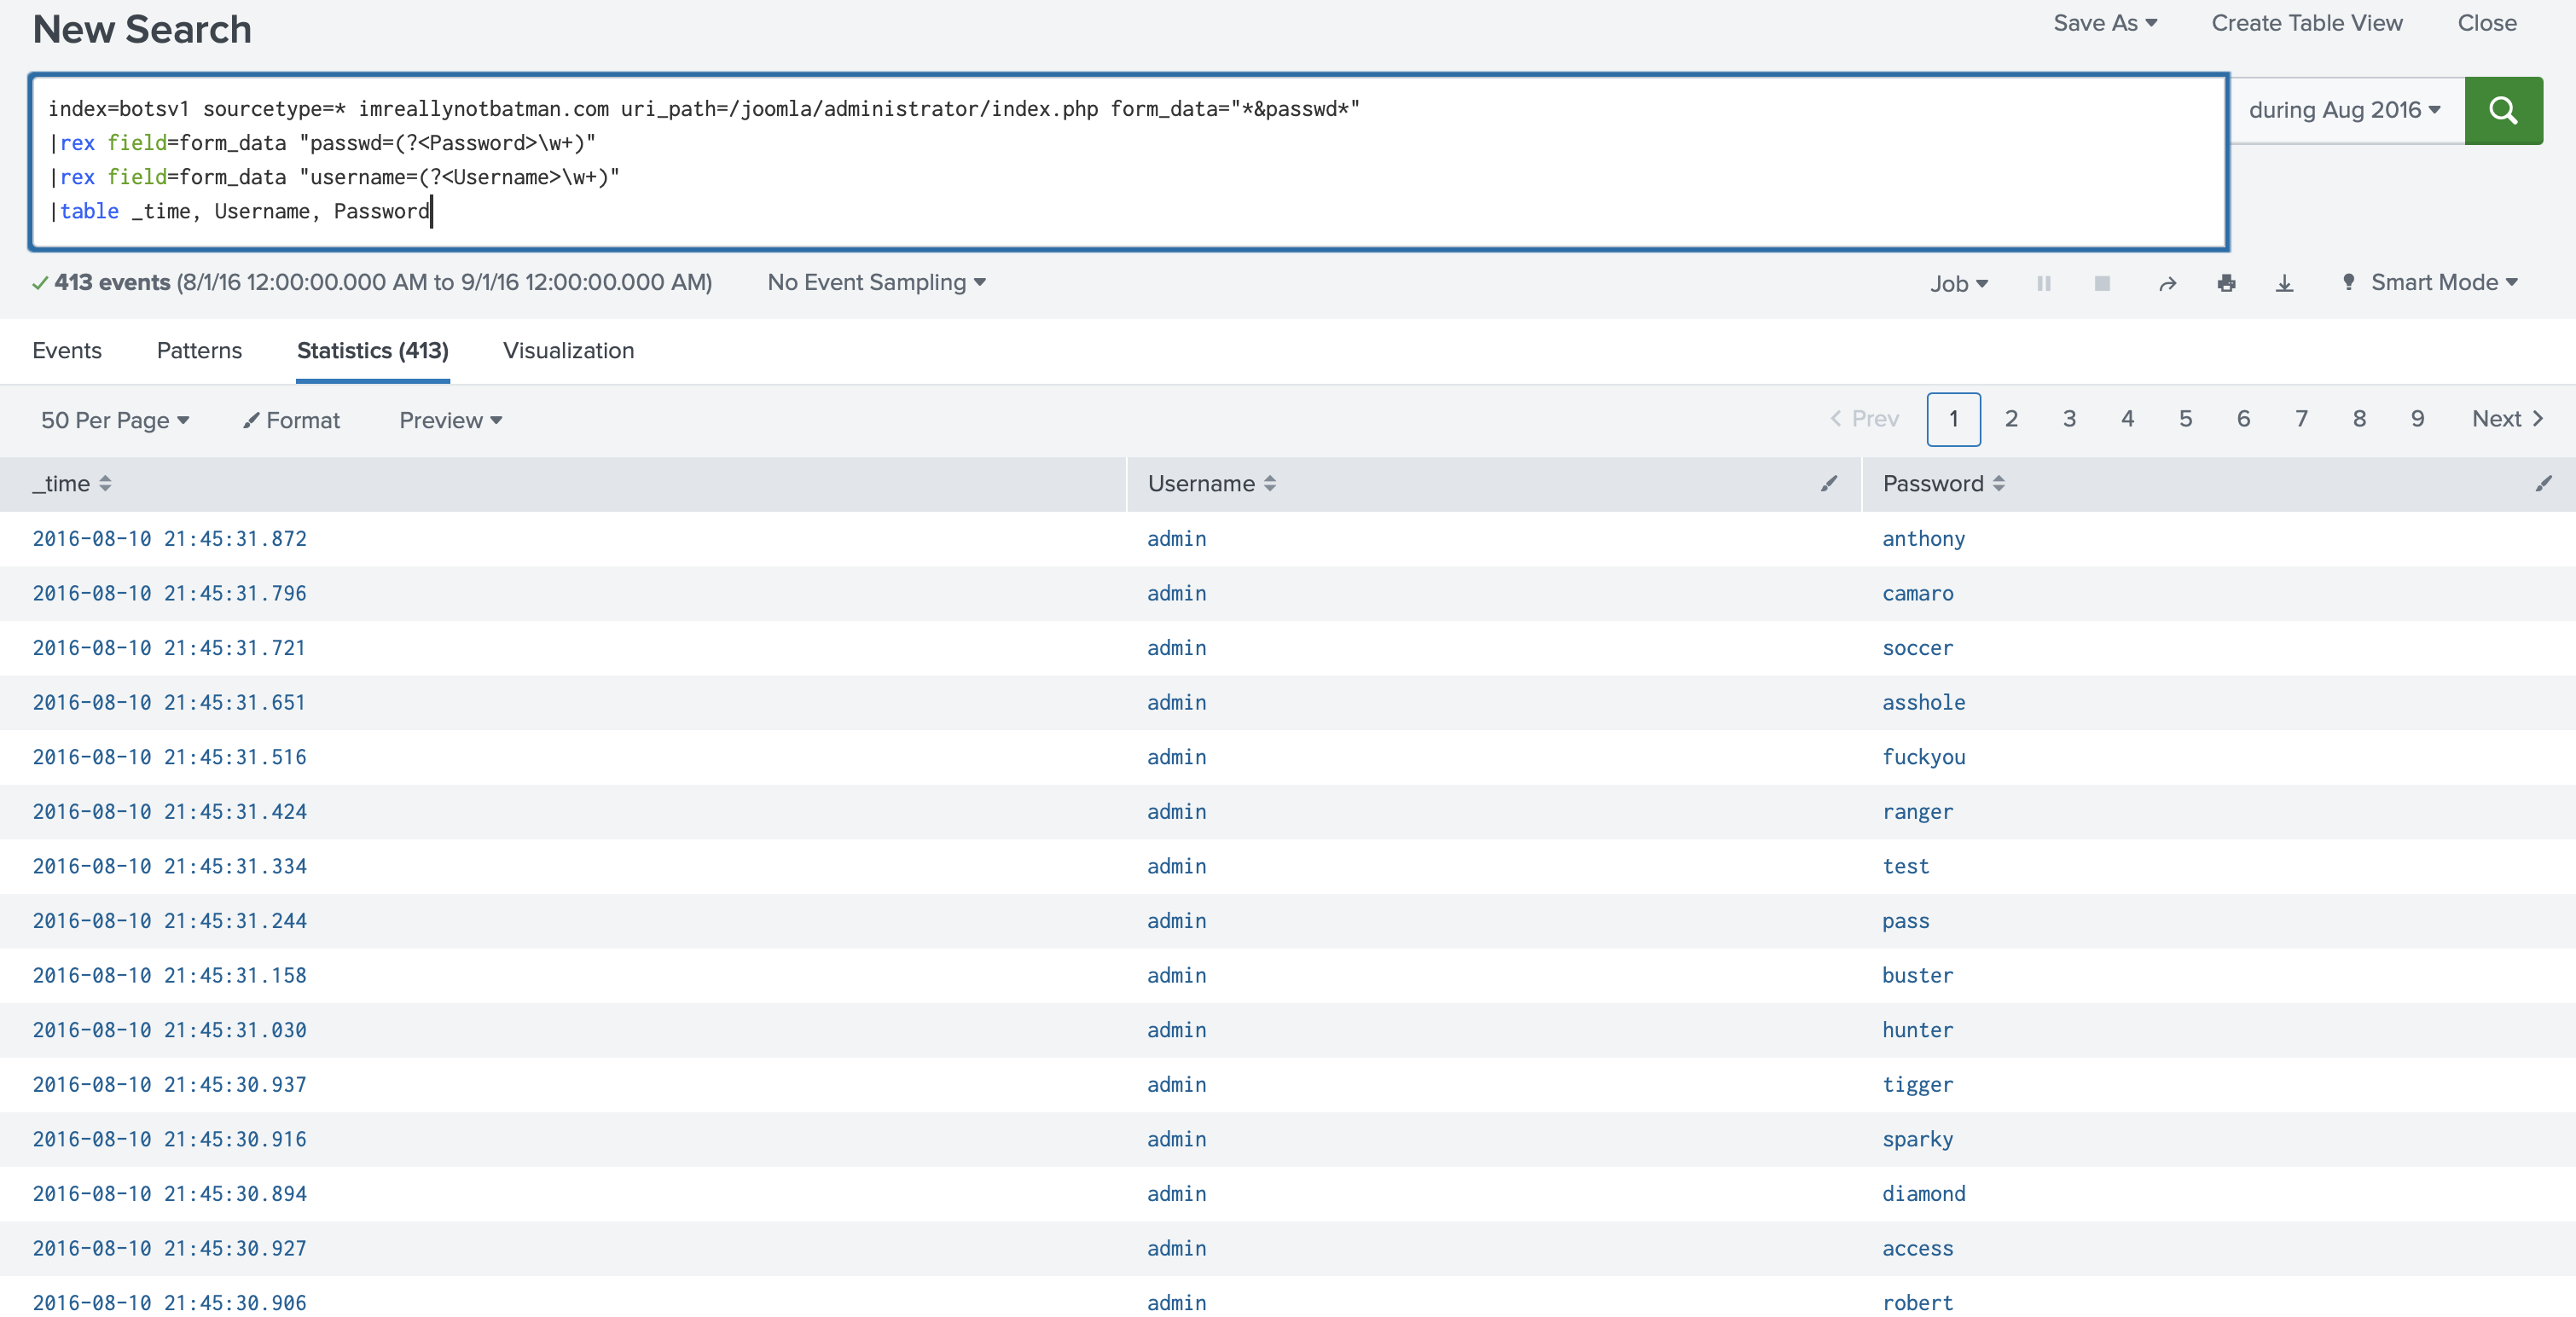 New Search
Save As Create Table View Close
index=botsv1 sourcetype=* imreallynotbatman.com uri_path=/joomla/administrator/index.php form_data="*&passwd*"
|rex field=form_data "passwd=(?<Password>\w+)"
|rex field=form_data "username=(?<Username>\w+)"
|table _time, Username, Password
during Aug 2016
413 events (8/1/16 12:00:00.000 AM to 9/1/16 12:00:00.000 AM) No Event Sampling Job Smart Mode
Events Patterns Statistics (413) Visualization
50 Per Page Format Preview Prev 1 2 3 4 5 6 7 8 9 Next
_time Username Password
2016-08-10 21:45:31.872 admin anthony
2016-08-10 21:45:31.796 admin camaro
2016-08-10 21:45:31.721 admin soccer
2016-08-10 21:45:31.651 admin asshole
2016-08-10 21:45:31.516 admin fuckyou
2016-08-10 21:45:31.424 admin ranger
2016-08-10 21:45:31.334 admin test
2016-08-10 21:45:31.244 admin pass
2016-08-10 21:45:31.158 admin buster
2016-08-10 21:45:31.030 admin hunter
2016-08-10 21:45:30.937 admin tigger
2016-08-10 21:45:30.916 admin sparky
2016-08-10 21:45:30.894 admin diamond
2016-08-10 21:45:30.927 admin access
2016-08-10 21:45:30.906 admin robert